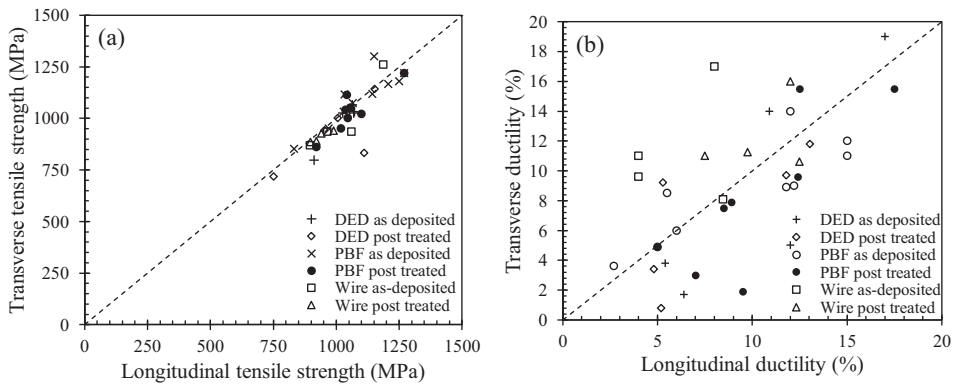 (a)
Transverse tensile strength (MPa)
1500
1250
1000
750
500
250
0
DED as deposited
DED post treated
PBF as deposited
PBF post treated
Wire as-deposited
Wire post treated
0 250 500 750 1000 1250 1500
Longitudinal tensile strength (MPa)
(b)
Transverse ductility (%)
20
18
16
14
12
10
8
6
4
2
0
DED as deposited
DED post treated
PBF as deposited
PBF post treated
Wire as-deposited
Wire post treated
0 5 10 15 20
Longitudinal ductility (%)